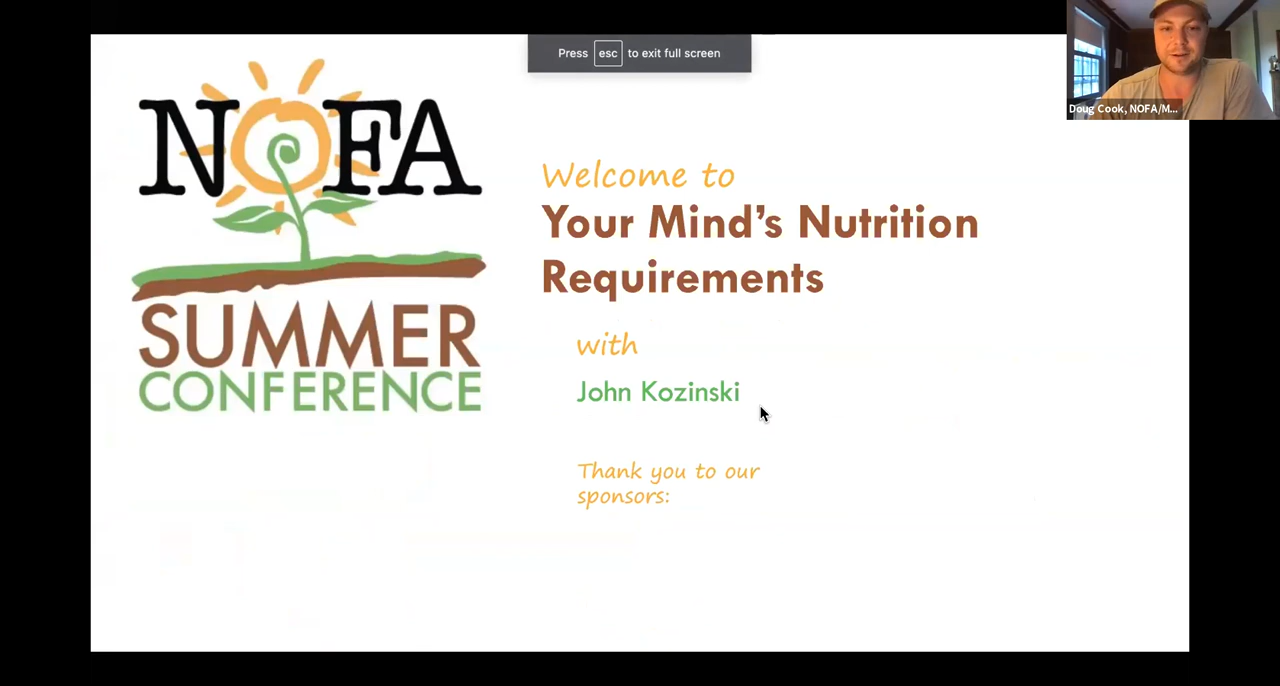 Press esc to exit full screen
NOFA
SUMMER
CONFERENCE
Welcome to
Your Mind's Nutrition
Requirements
with
John Kozinski
Thank you to our
sponsors:
Doug Cook, NOFA/M...